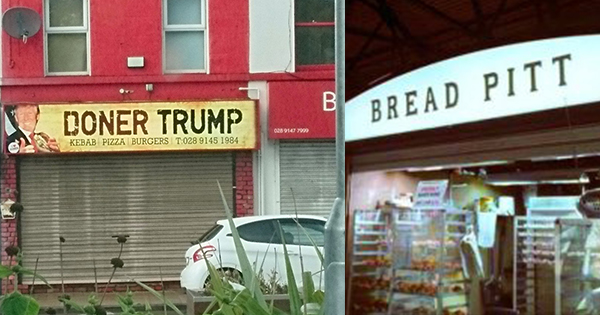 DONER TRUMP
KEBAB | PIZZA | BURGERS | T:028 9145 1984
B
028 9147 7999
BREAD PITT